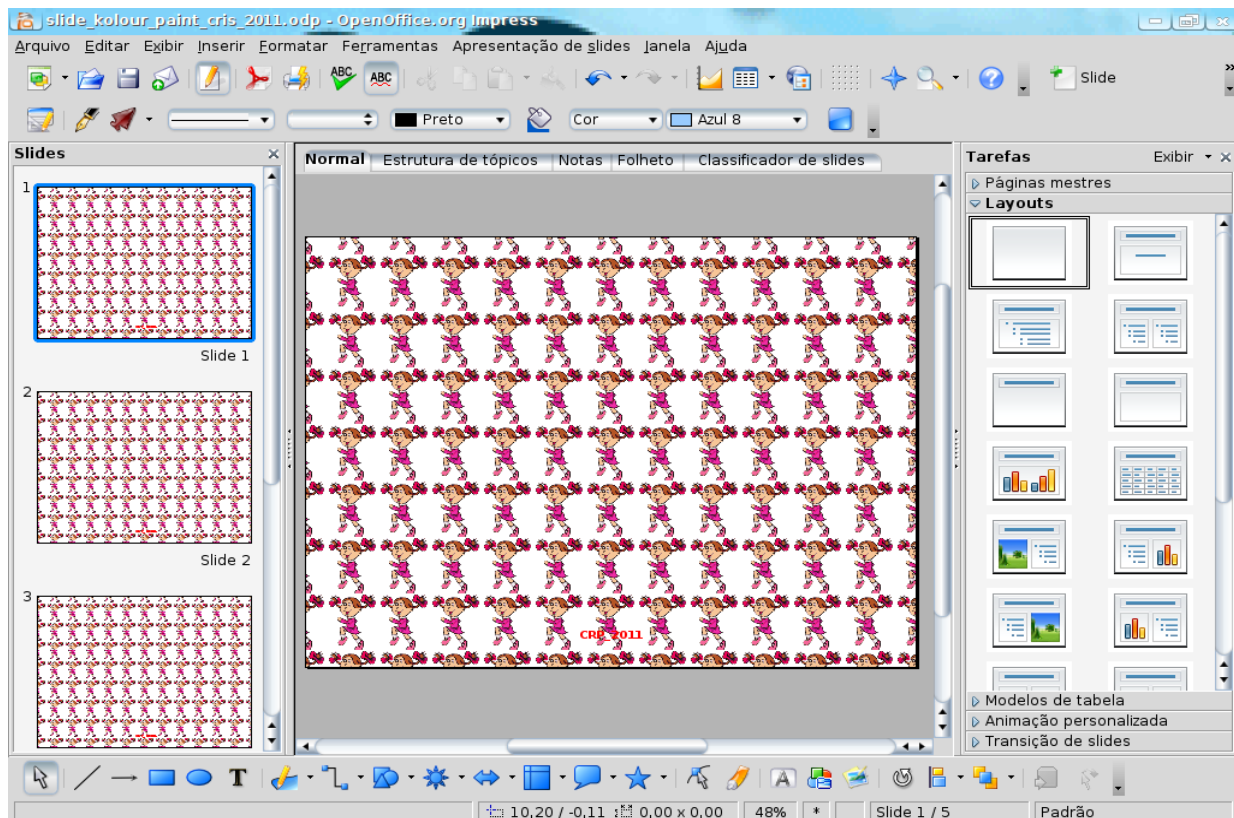 slide_kolour_paint_cris_2011.odp - OpenOffice.org Impress
Arquivo Editar Exibir Inserir Formatar Ferramentas Apresentação de slides Janela Ajuda
ABC ABC Slide
Preto Cor Azul 8
Slides
Normal Estrutura de tópicos Notas Folheto Classificador de slides
Tarefas Exibir
Páginas mestres
Layouts
1
Slide 1
2
Slide 2
3
CRP_2011
Modelos de tabela
Animação personalizada
Transição de slides
T A
10,20 / -0,11 0,00 x 0,00 48% * Slide 1 / 5 Padrão